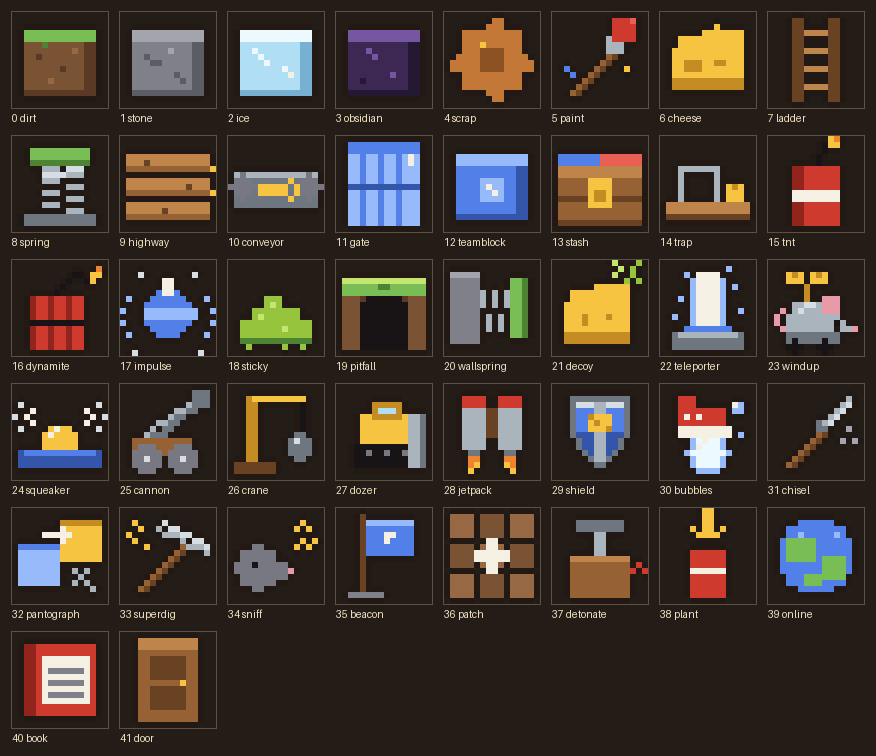 0 dirt
1 stone
2 ice
3 obsidian
4 scrap
5 paint
6 cheese
7 ladder
8 spring
9 highway
10 conveyor
11 gate
12 teamblock
13 stash
14 trap
15 tnt
16 dynamite
17 impulse
18 sticky
19 pitfall
20 wallspring
21 decoy
22 teleporter
23 windup
24 squeaker
25 cannon
26 crane
27 dozer
28 jetpack
29 shield
30 bubbles
31 chisel
32 pantograph
33 superdig
34 sniff
35 beacon
36 patch
37 detonate
38 plant
39 online
40 book
41 door